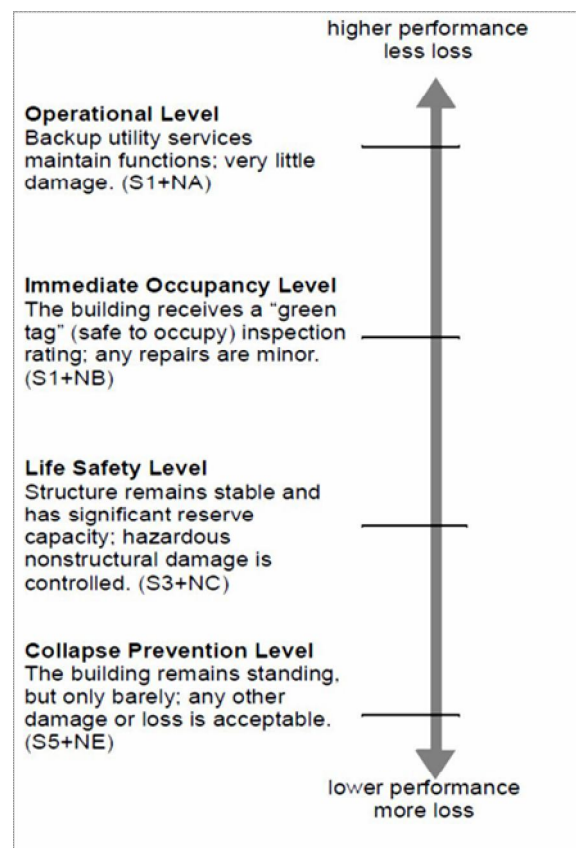 higher performance
less loss
Operational Level
Backup utility services
maintain functions; very little
damage. (S1+NA)
Immediate Occupancy Level
The building receives a “green
tag” (safe to occupy) inspection
rating; any repairs are minor.
(S1+NB)
Life Safety Level
Structure remains stable and
has significant reserve
capacity; hazardous
nonstructural damage is
controlled. (S3+NC)
Collapse Prevention Level
The building remains standing,
but only barely; any other
damage or loss is acceptable.
(S5+NE)
lower performance
more loss